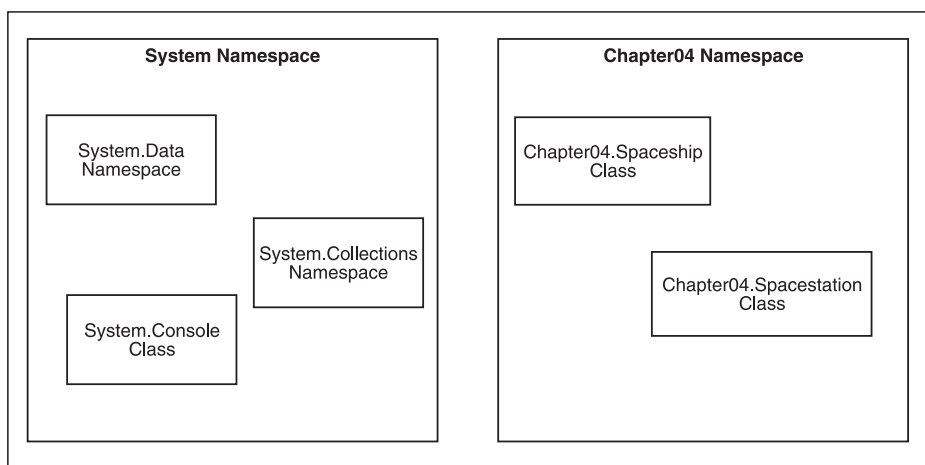 System Namespace
System.Data
Namespace
System.Collections
Namespace
System.Console
Class
Chapter04 Namespace
Chapter04.Spaceship
Class
Chapter04.Spacestation
Class